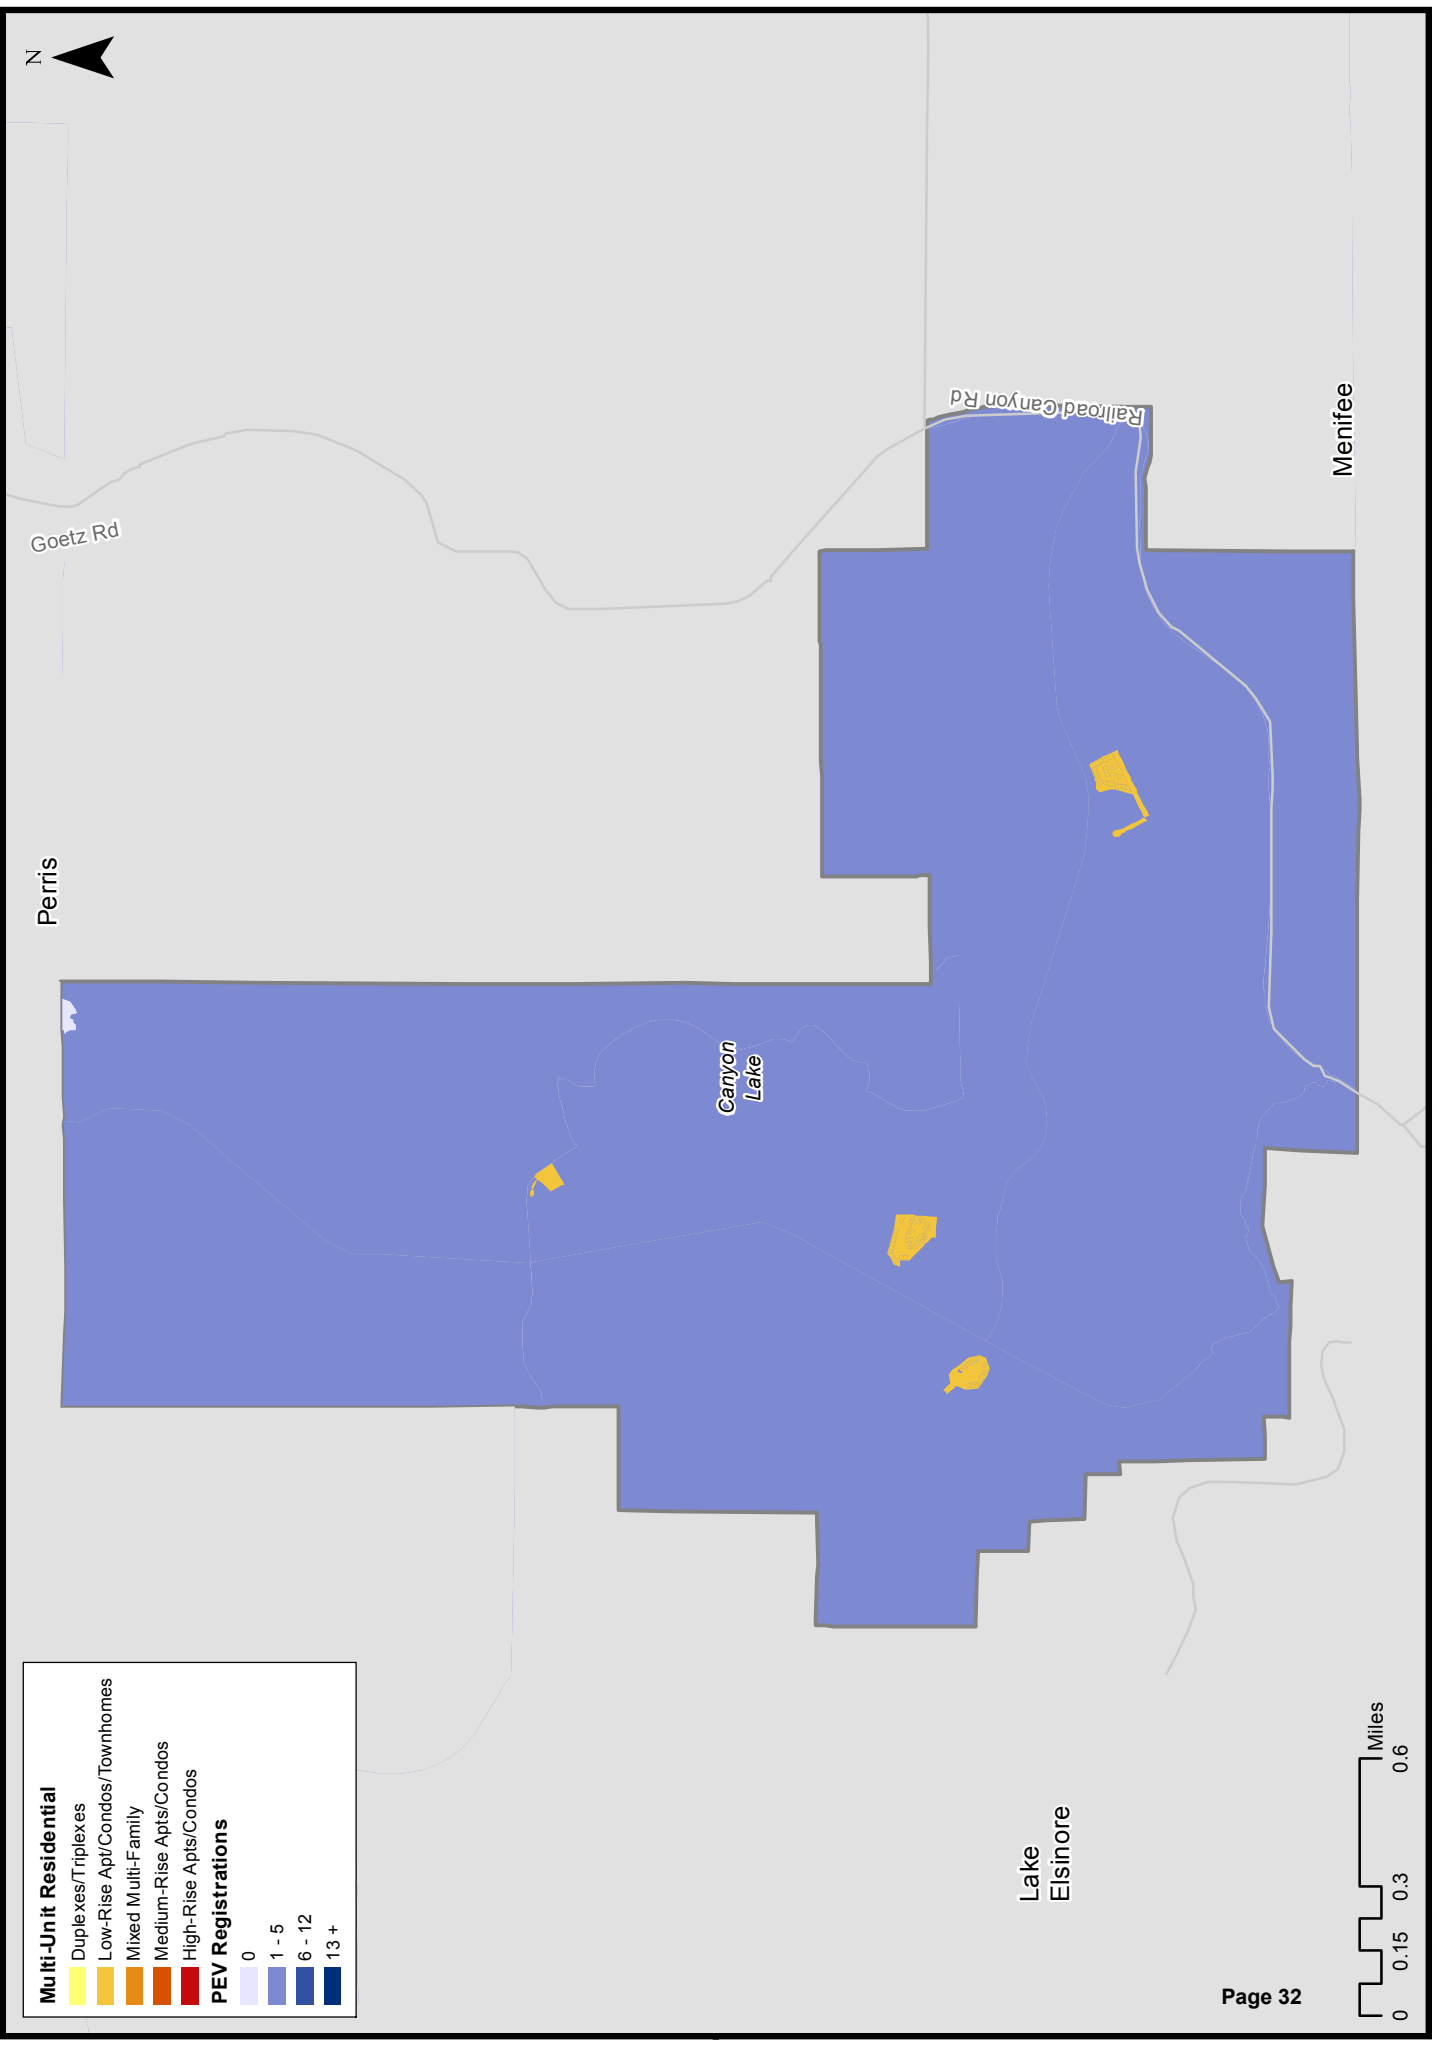 N
Multi-Unit Residential
Duplexes/Triplexes
Low-Rise Apt/Condos/Townhomes
Mixed Multi-Family
Medium-Rise Apts/Condos
High-Rise Apts/Condos
PEV Registrations
0
1 - 5
6 - 12
13 +
Perris
Goetz Rd
Canyon
Lake
Railroad Canyon Rd
Menifee
Lake
Elsinore
Page 32
Miles
0 0.15 0.3 0.6